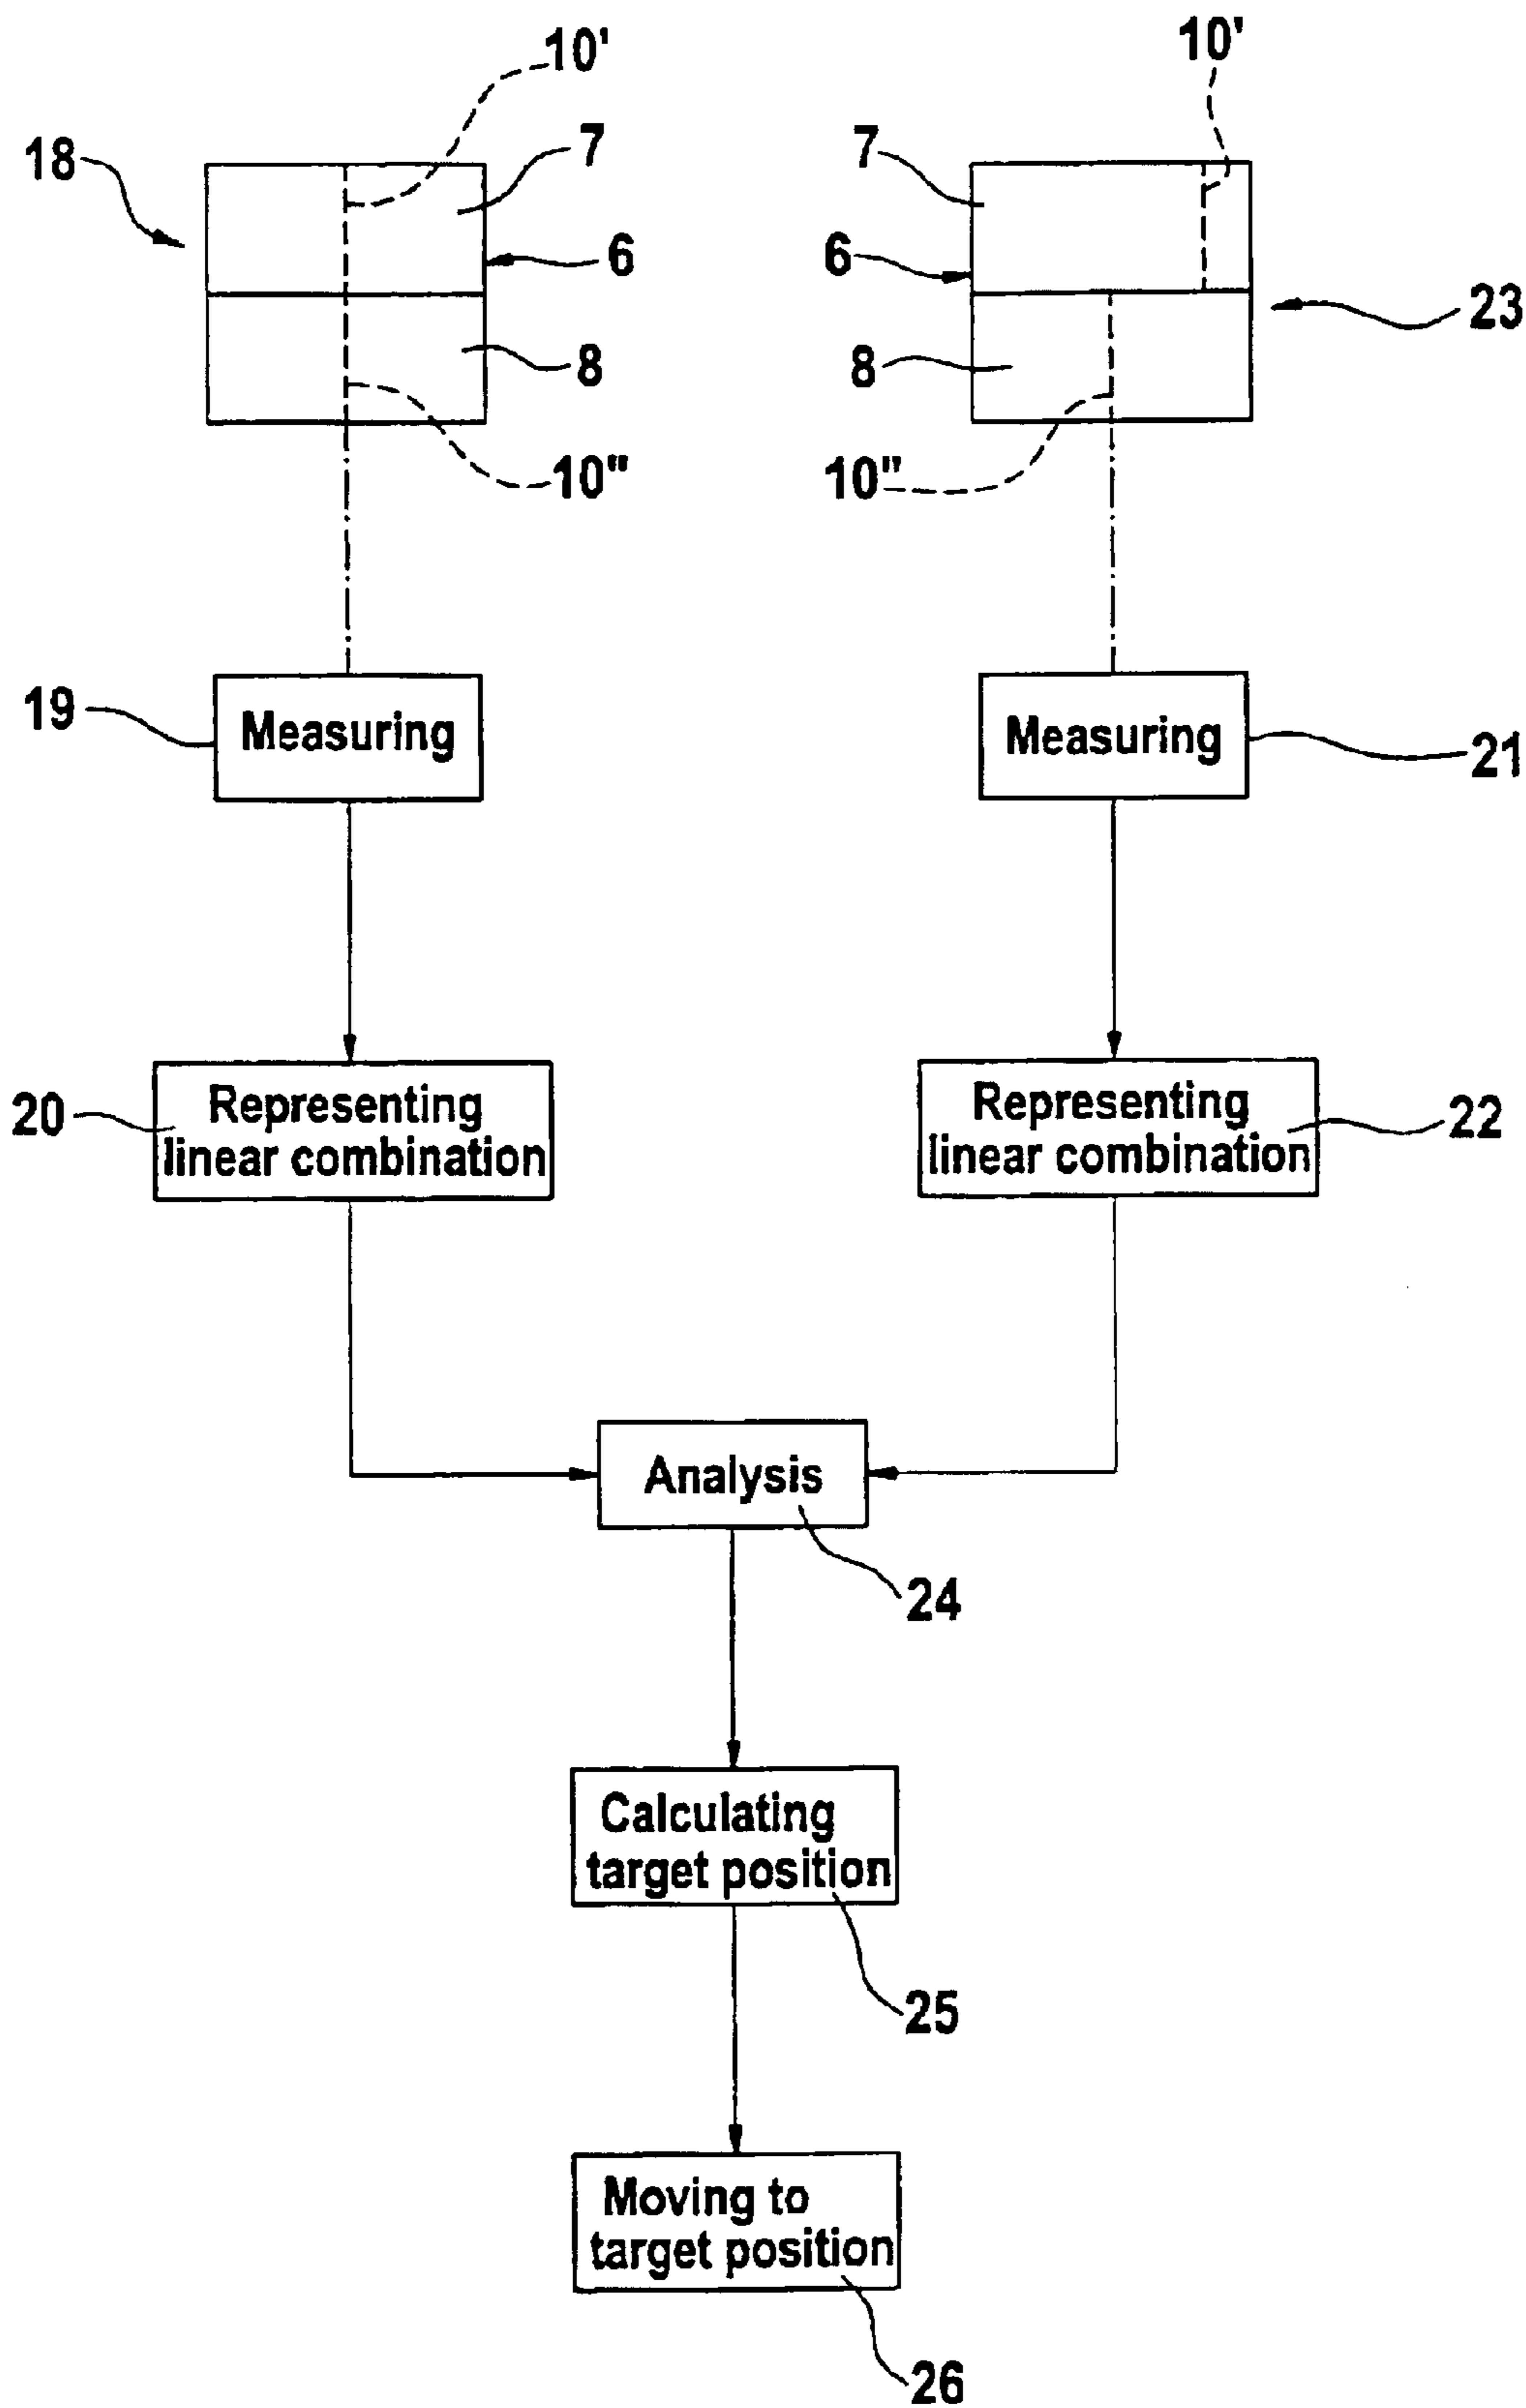 10'
10'
18
7
7
6
6
23
8
8
10"
10"
19
Measuring
Measuring
21
20
Representing
linear combination
Representing
linear combination
22
Analysis
24
Calculating
target position
25
Moving to
target position
26